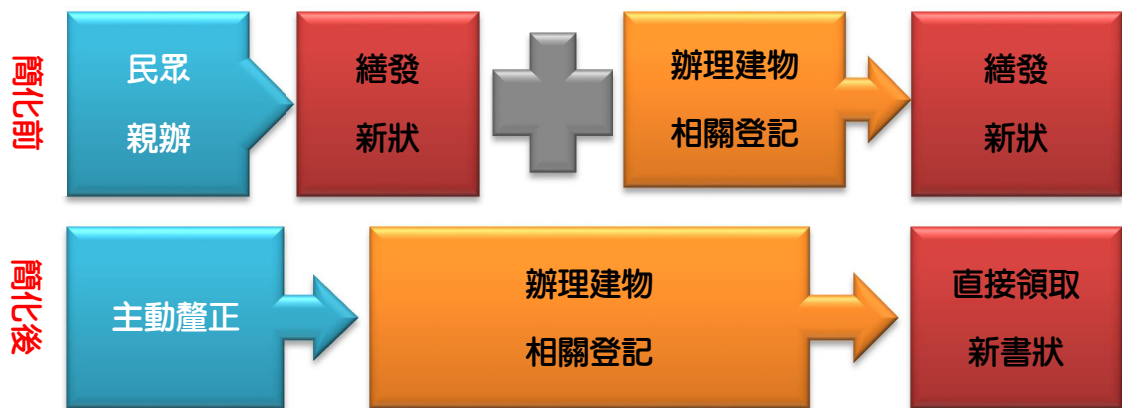 簡化前
民眾
親辦
繕發
新狀
辦理建物
相關登記
繕發
新狀
簡化後
主動釐正
辦理建物
相關登記
直接領取
新書狀